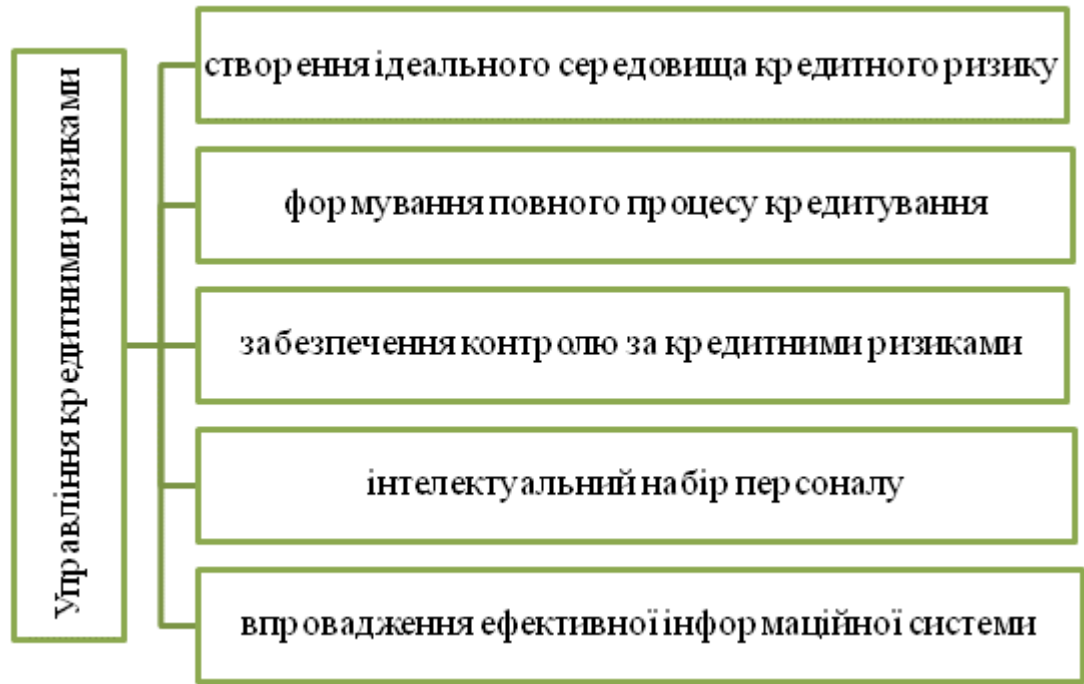 Управління кредитними ризиками
створення ідеального середовища кредитного ризику
формування повного процесу кредитування
забезпечення контролю за кредитними ризиками
інтелектуальний набір персоналу
впровадження ефективної інформаційної системи